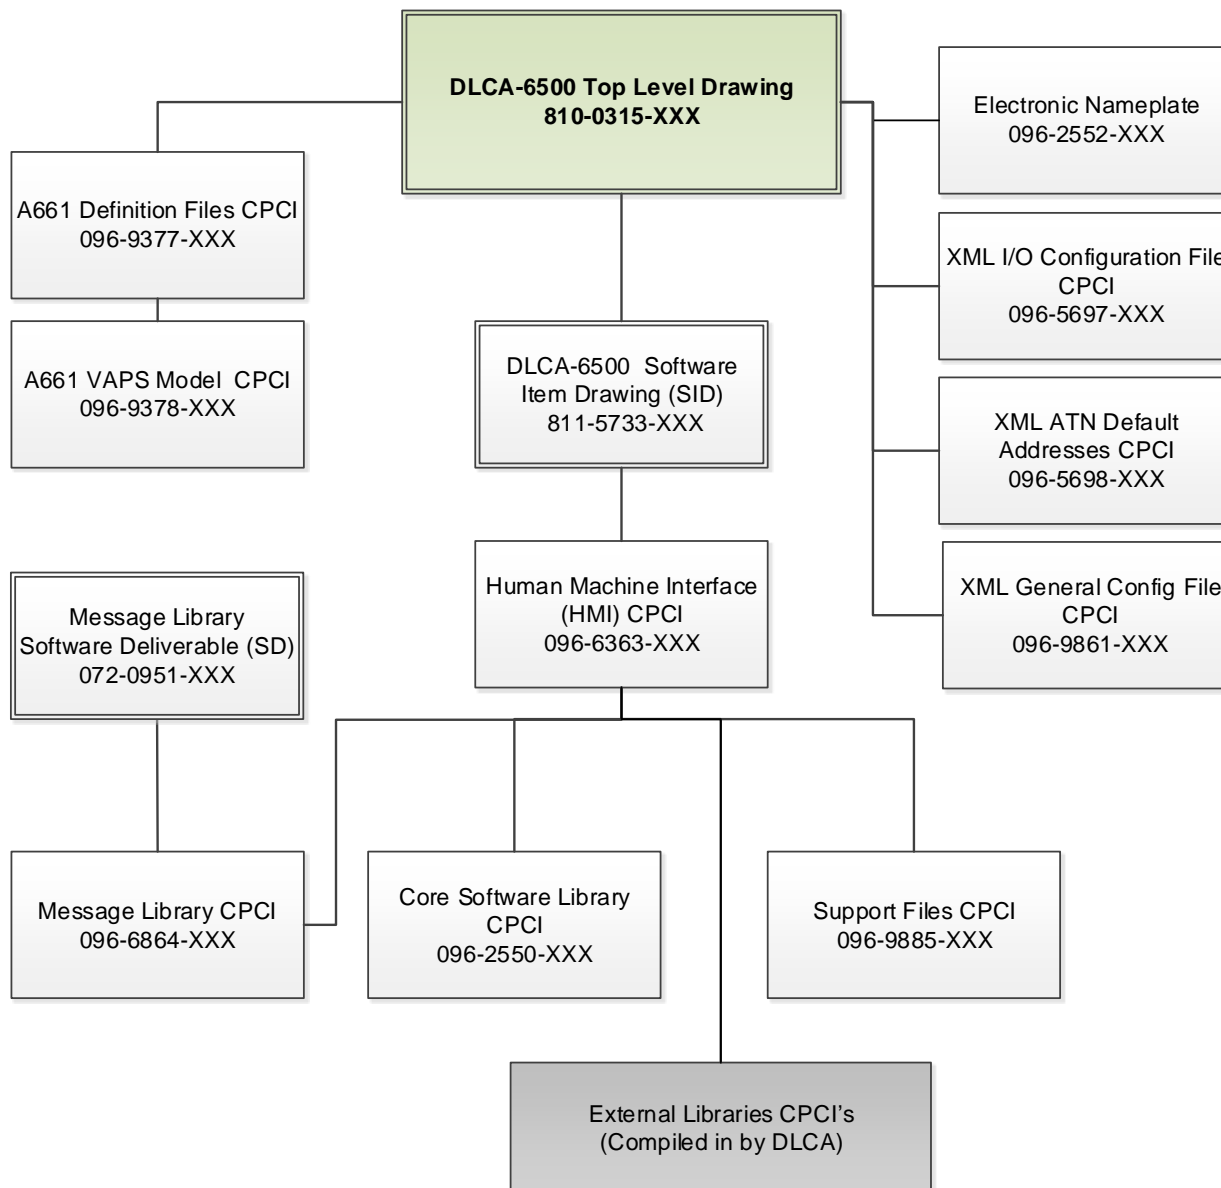 DLCA-6500 Top Level Drawing
810-0315-XXX
Electronic Nameplate
096-2552-XXX
A661 Definition Files CPCI
096-9377-XXX
XML I/O Configuration File
CPCI
096-5697-XXX
A661 VAPS Model CPCI
096-9378-XXX
DLCA-6500 Software
Item Drawing (SID)
811-5733-XXX
XML ATN Default
Addresses CPCI
096-5698-XXX
Message Library
Software Deliverable (SD)
072-0951-XXX
Human Machine Interface
(HMI) CPCI
096-6363-XXX
XML General Config File
CPCI
096-9861-XXX
Message Library CPCI
096-6864-XXX
Core Software Library
CPCI
096-2550-XXX
Support Files CPCI
096-9885-XXX
External Libraries CPCI’s
(Compiled in by DLCA)